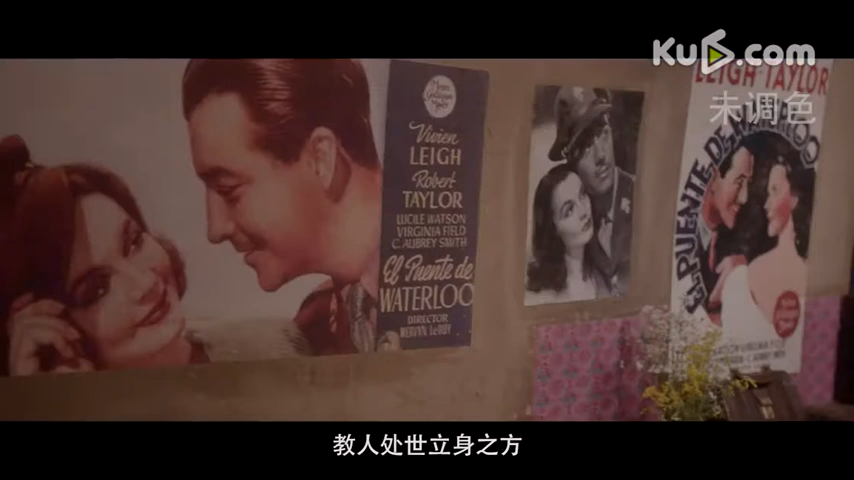 Ku6.com
未调色
Vivien
LEIGH
Robert
TAYLOR
LUCILE WATSON
VIRGINIA FIELD
C. AUBREY SMITH
El Puente de
WATERLOO
DIRECTOR
MERVYN LeROY
LEIGH-TAYLOR
EL PUENTE DE WATERLOO
教人处世立身之方